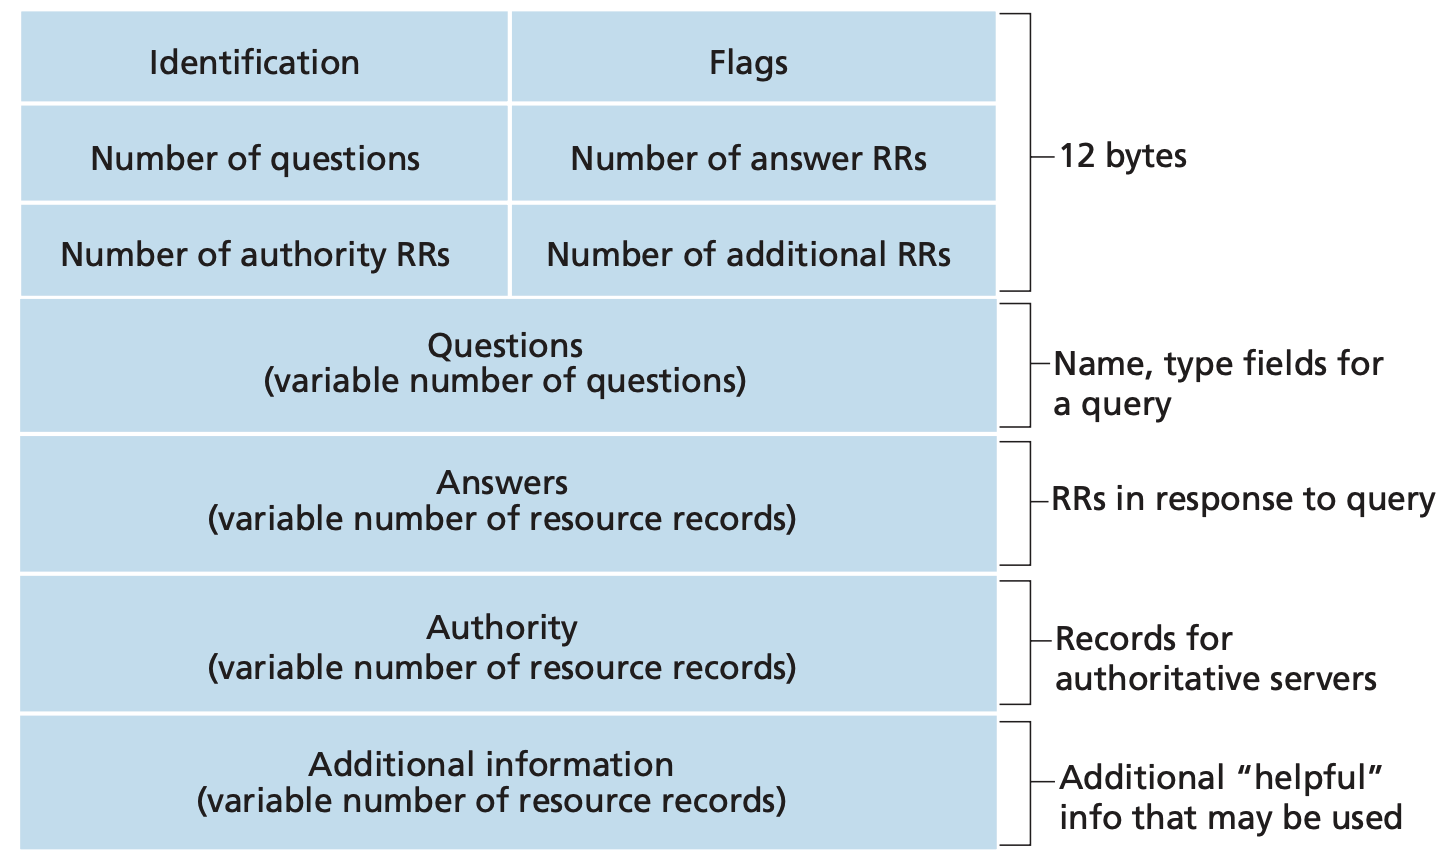 Identification
Flags
Number of questions
Number of answer RRs
12 bytes
Number of authority RRs
Number of additional RRs
Questions
(variable number of questions)
Name, type fields for
a query
Answers
(variable number of resource records)
RRs in response to query
Authority
(variable number of resource records)
Records for
authoritative servers
Additional information
(variable number of resource records)
Additional “helpful”
info that may be used